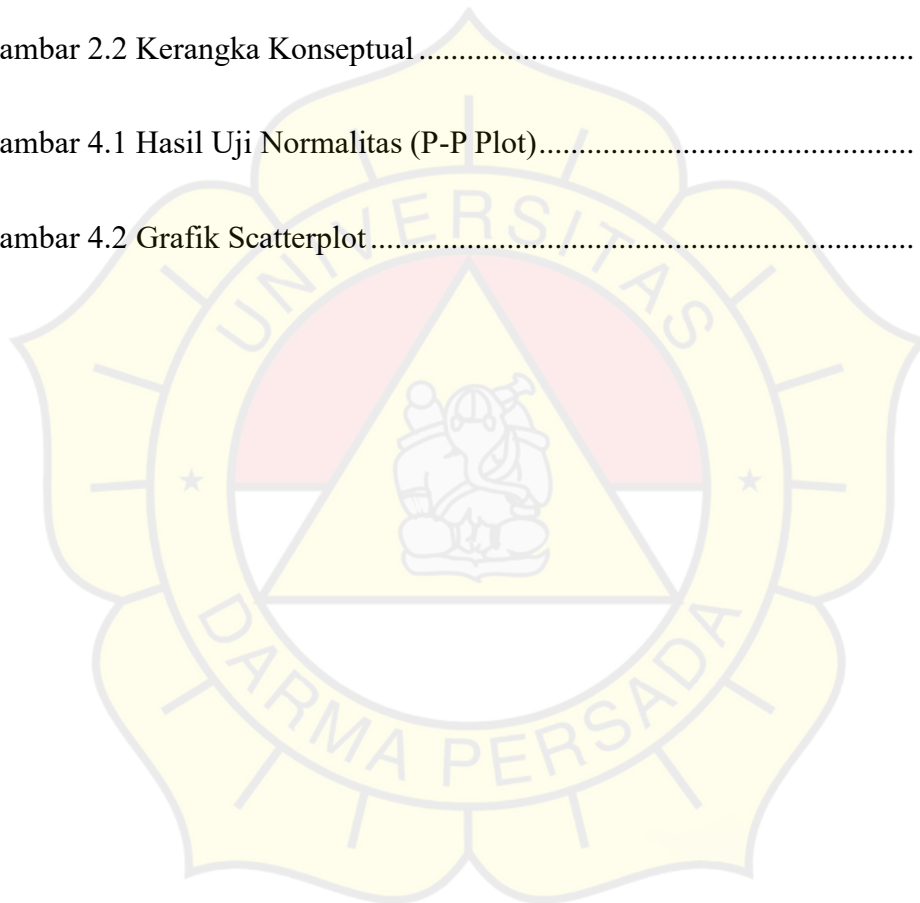 ambar 2.2 Kerangka Konseptual ..............................................................
ambar 4.1 Hasil Uji Normalitas (P-P Plot)...............................................
ambar 4.2 Grafik Scatterplot ....................................................................
UNIVERSITAS
DARMA PERSADA